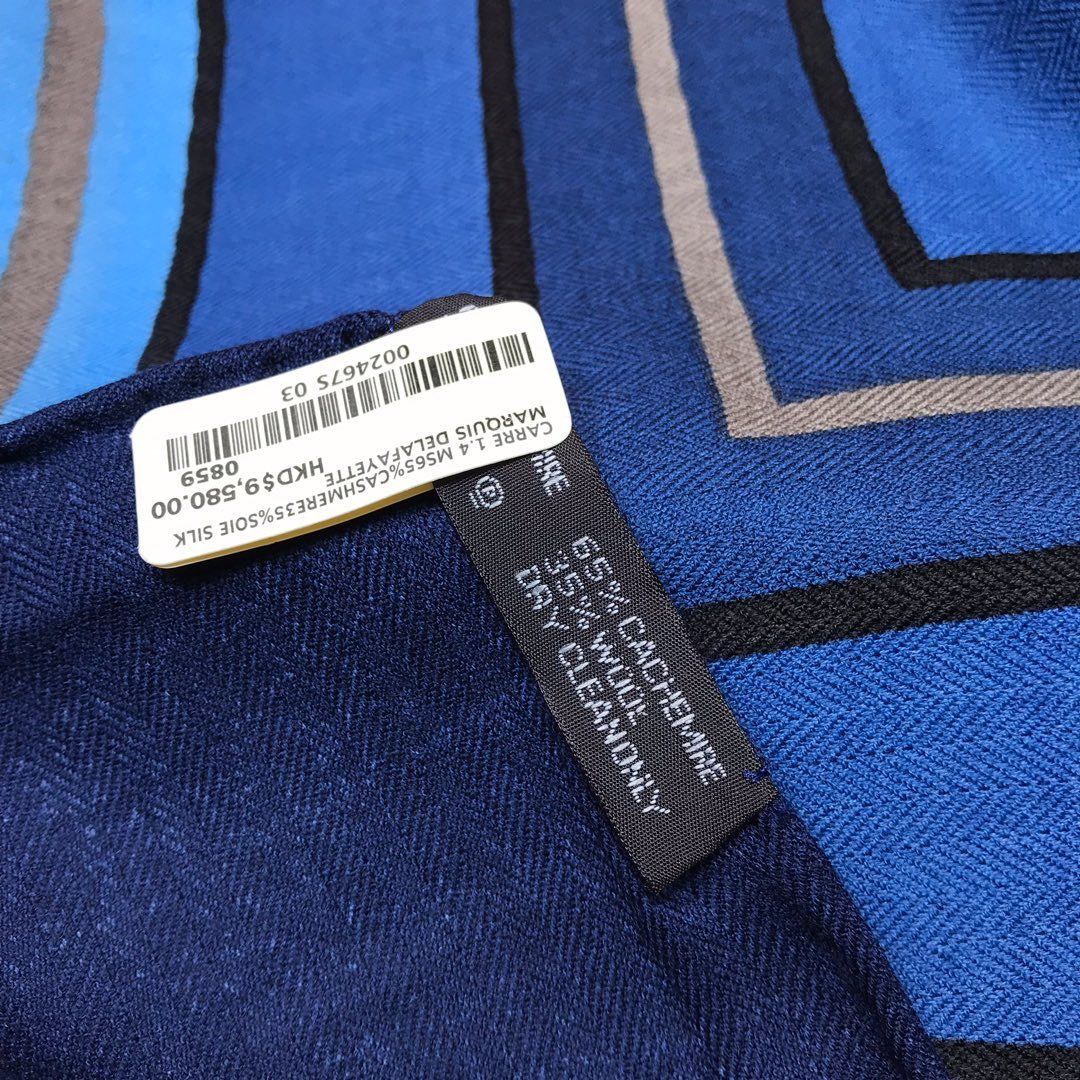 CARRE 1.4 MS65%CASHMERE35%SOIE SILK
MARQUIS DELAFAYETTE
HKD$9,580.00
0859
002467S 03
©
65% CACHEMIRE
35% WOOL
DRY CLEANONLY